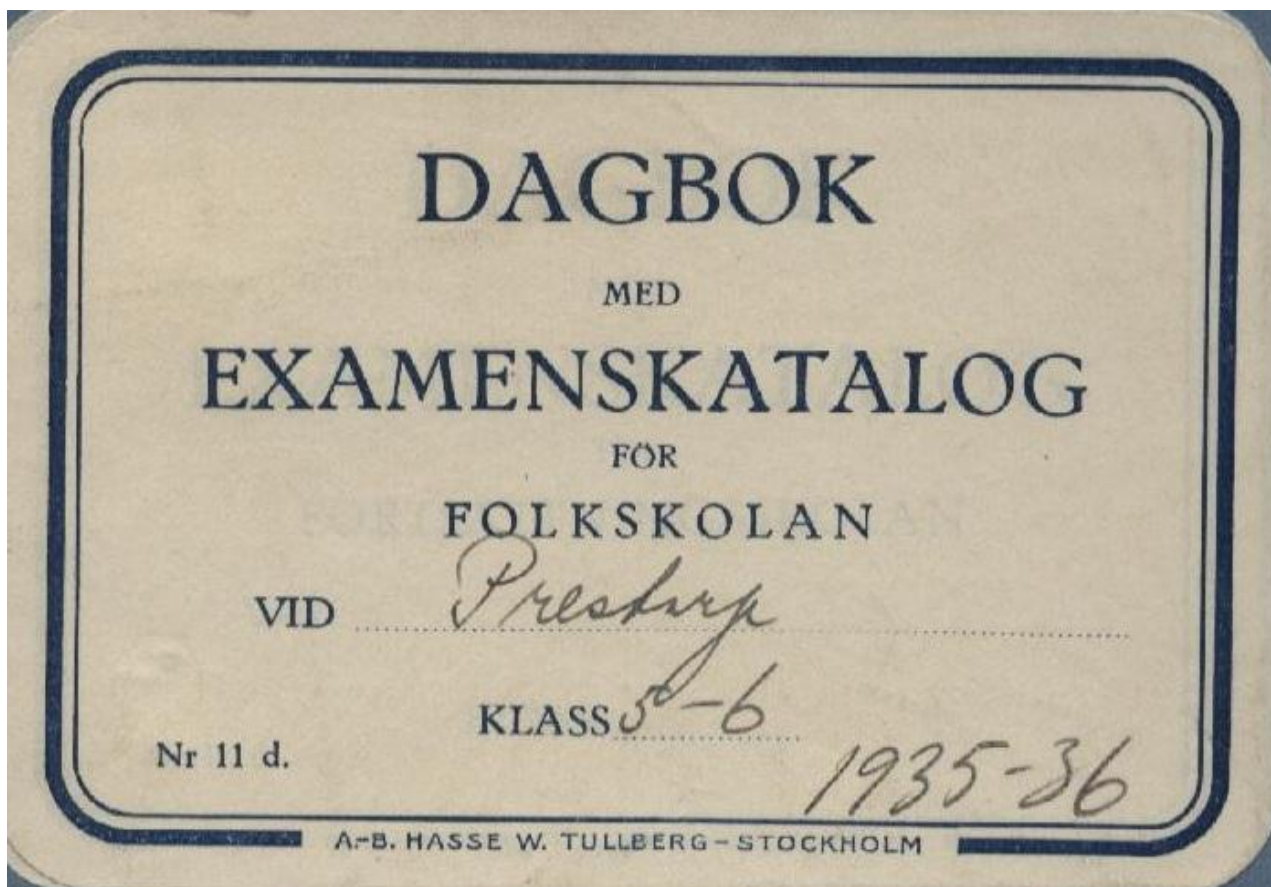 DAGBOK
MED
EXAMENSKATALOG
FÖR
FOLKSKOLAN
VID Prestorp
KLASS 5-6
Nr 11 d.
1935-36
A.-B. HASSE W. TULLBERG - STOCKHOLM